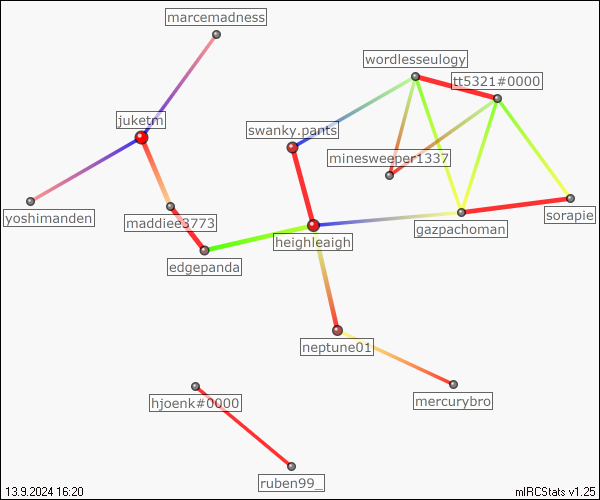 marcemadness
wordlesseulogy
tt5321#0000
juketm
swanky.pants
minesweeper1337
yoshimanden
maddiee3773
sorapie
gazpachoman
heighleaigh
edgepanda
neptune01
mercurybro
hjoenk#0000
ruben99_
13.9.2024 16:20
mIRCStats v1.25